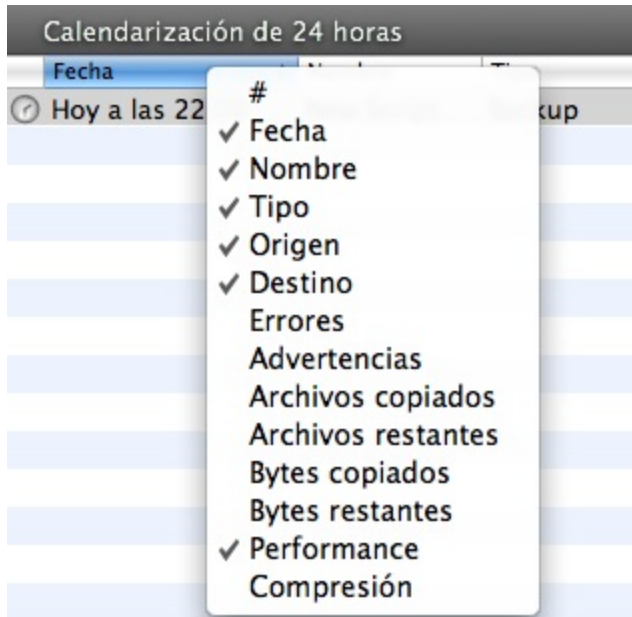 Calendarización de 24 horas
Fecha
Hoy a las 22 kup
#
Fecha
Nombre
Tipo
Origen
Destino
Errores
Advertencias
Archivos copiados
Archivos restantes
Bytes copiados
Bytes restantes
Performance
Compresión